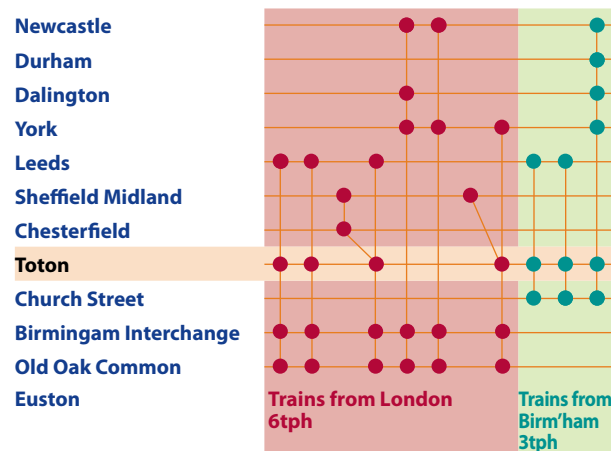 Newcastle
Durham
Dalington
York
Leeds
Sheffield Midland
Chesterfield
Toton
Church Street
Birmingam Interchange
Old Oak Common
Euston
Trains from London
6tph
Trains from
Birm'ham
3tph